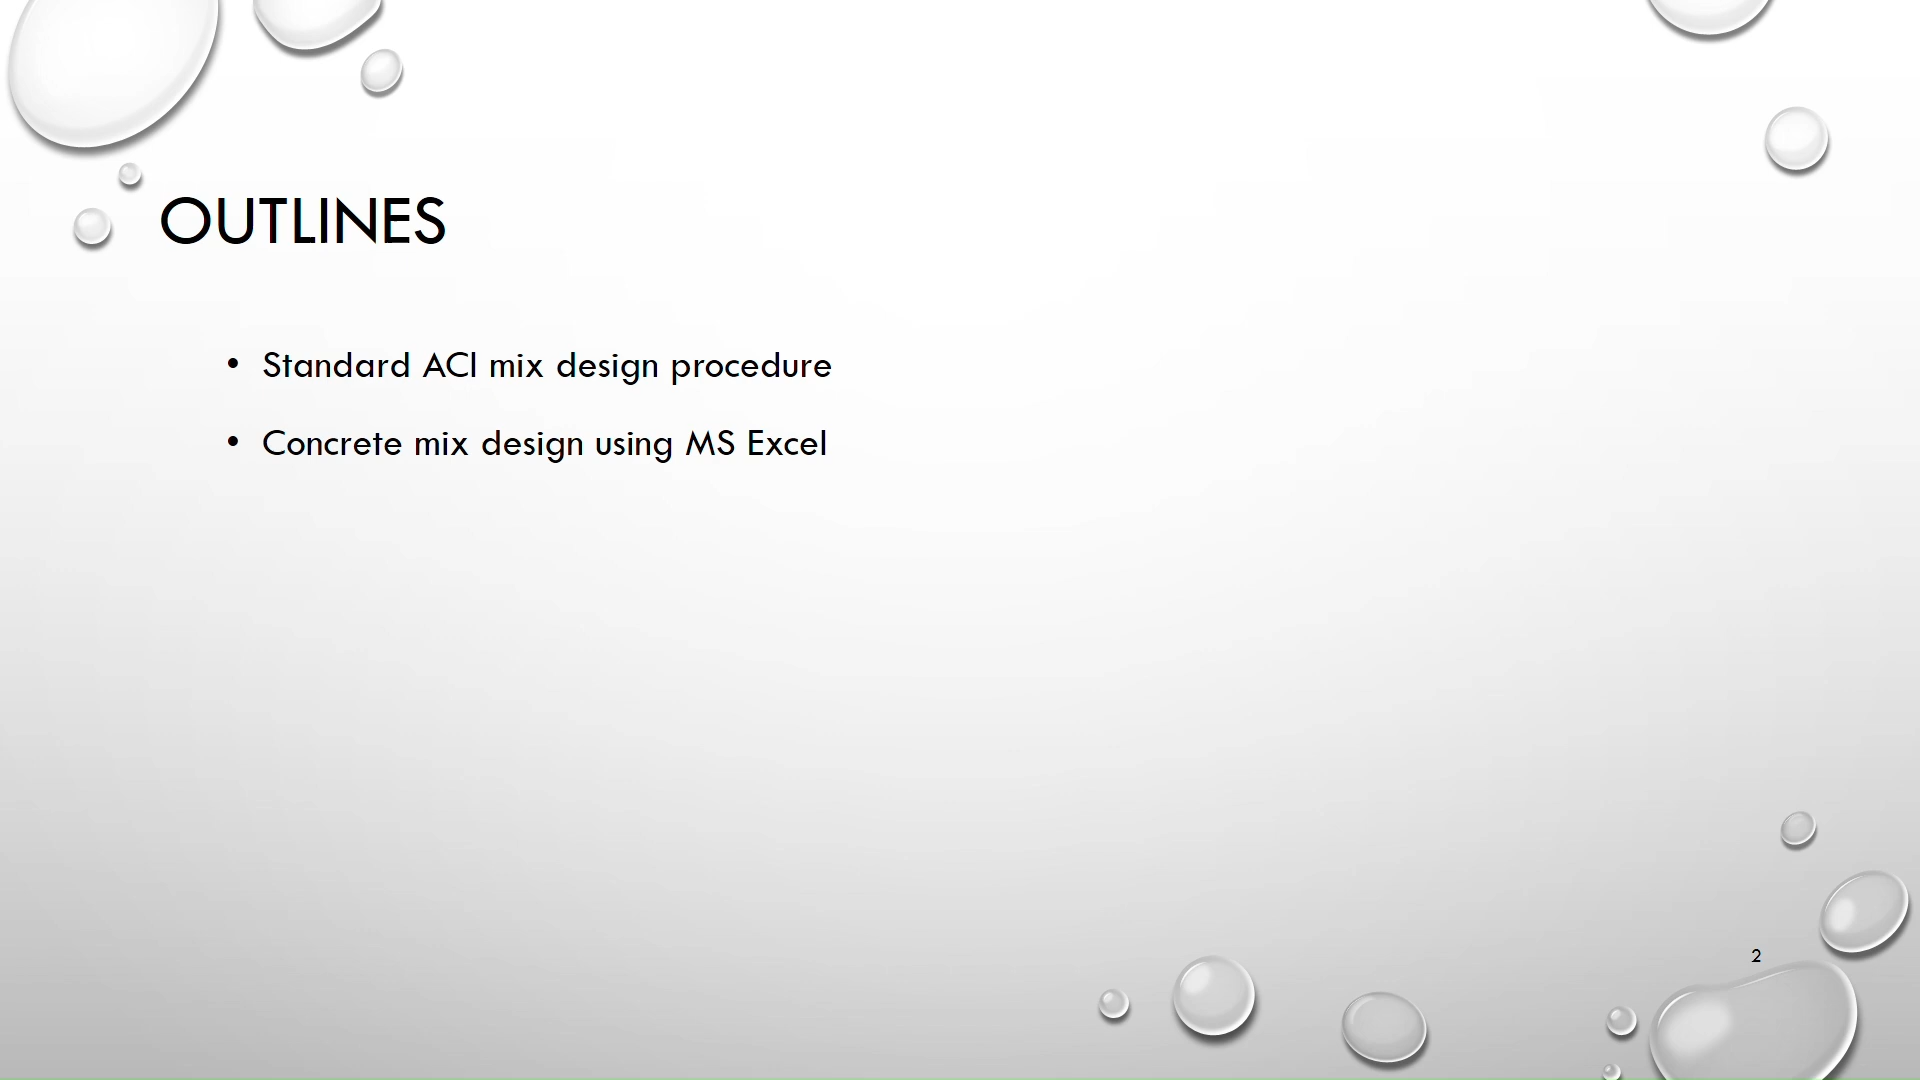 OUTLINES
• Standard ACI mix design procedure
• Concrete mix design using MS Excel
2